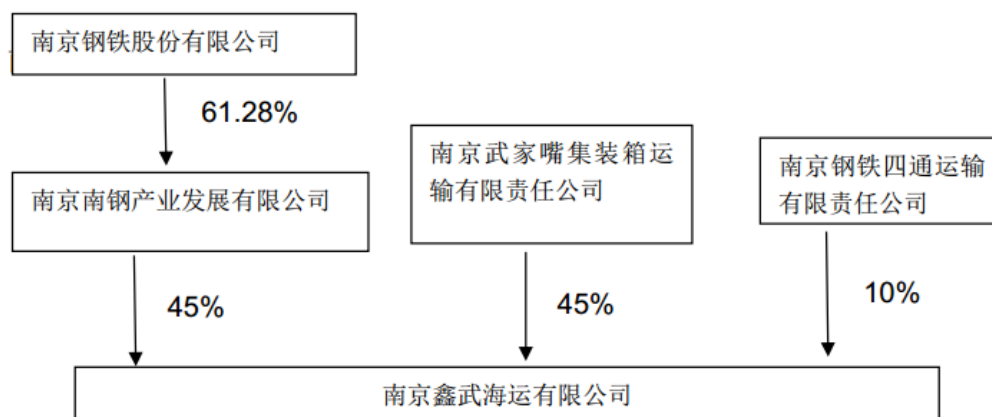 南京钢铁股份有限公司
61.28%
南京南钢产业发展有限公司
南京武家嘴集装箱运
输有限责任公司
南京钢铁四通运输
有限责任公司
45%
45%
10%
南京鑫武海运有限公司